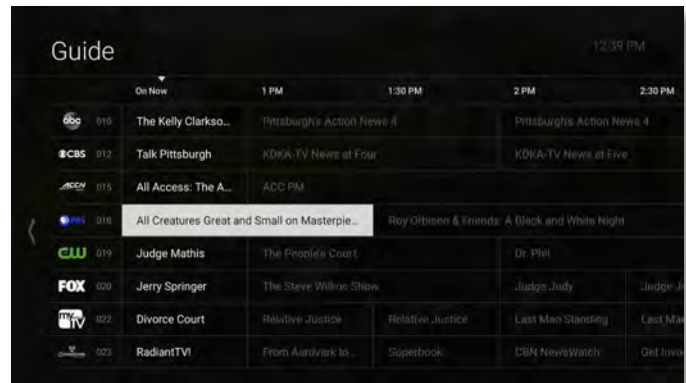 Guide
12:39 PM
On Now 1 PM 1:30 PM 2 PM 2:30 PM
abc 010 The Kelly Clarkso... Pittsburgh's Action News 4 Pittsburgh's Action News 4
CBS 012 Talk Pittsburgh KDKA-TV News at Four KDKA-TV News at Five
ACCN 015 All Access: The A... ACC PM
PBS 018 All Creatures Great and Small on Masterpie... Roy Orbison & Friends: A Black and White Night
CW 019 Judge Mathis The People's Court Dr. Phil
FOX 020 Jerry Springer The Steve Wilkos Show Judge Judy Judge J
my TV 022 Divorce Court Relative Justice Relative Justice Last Man Standing Last Ma
023 RadiantTV! From Aardvark to... Superbook CBN NewsWatch Get Invo